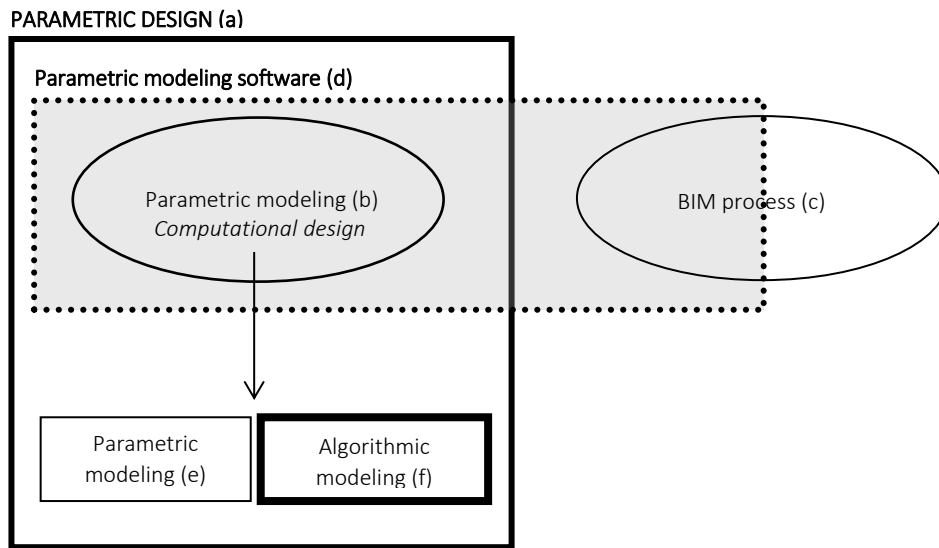 PARAMETRIC DESIGN (a)
Parametric modeling software (d)
Parametric modeling (b)
Computational design
BIM process (c)
Parametric
modeling (e)
Algorithmic
modeling (f)